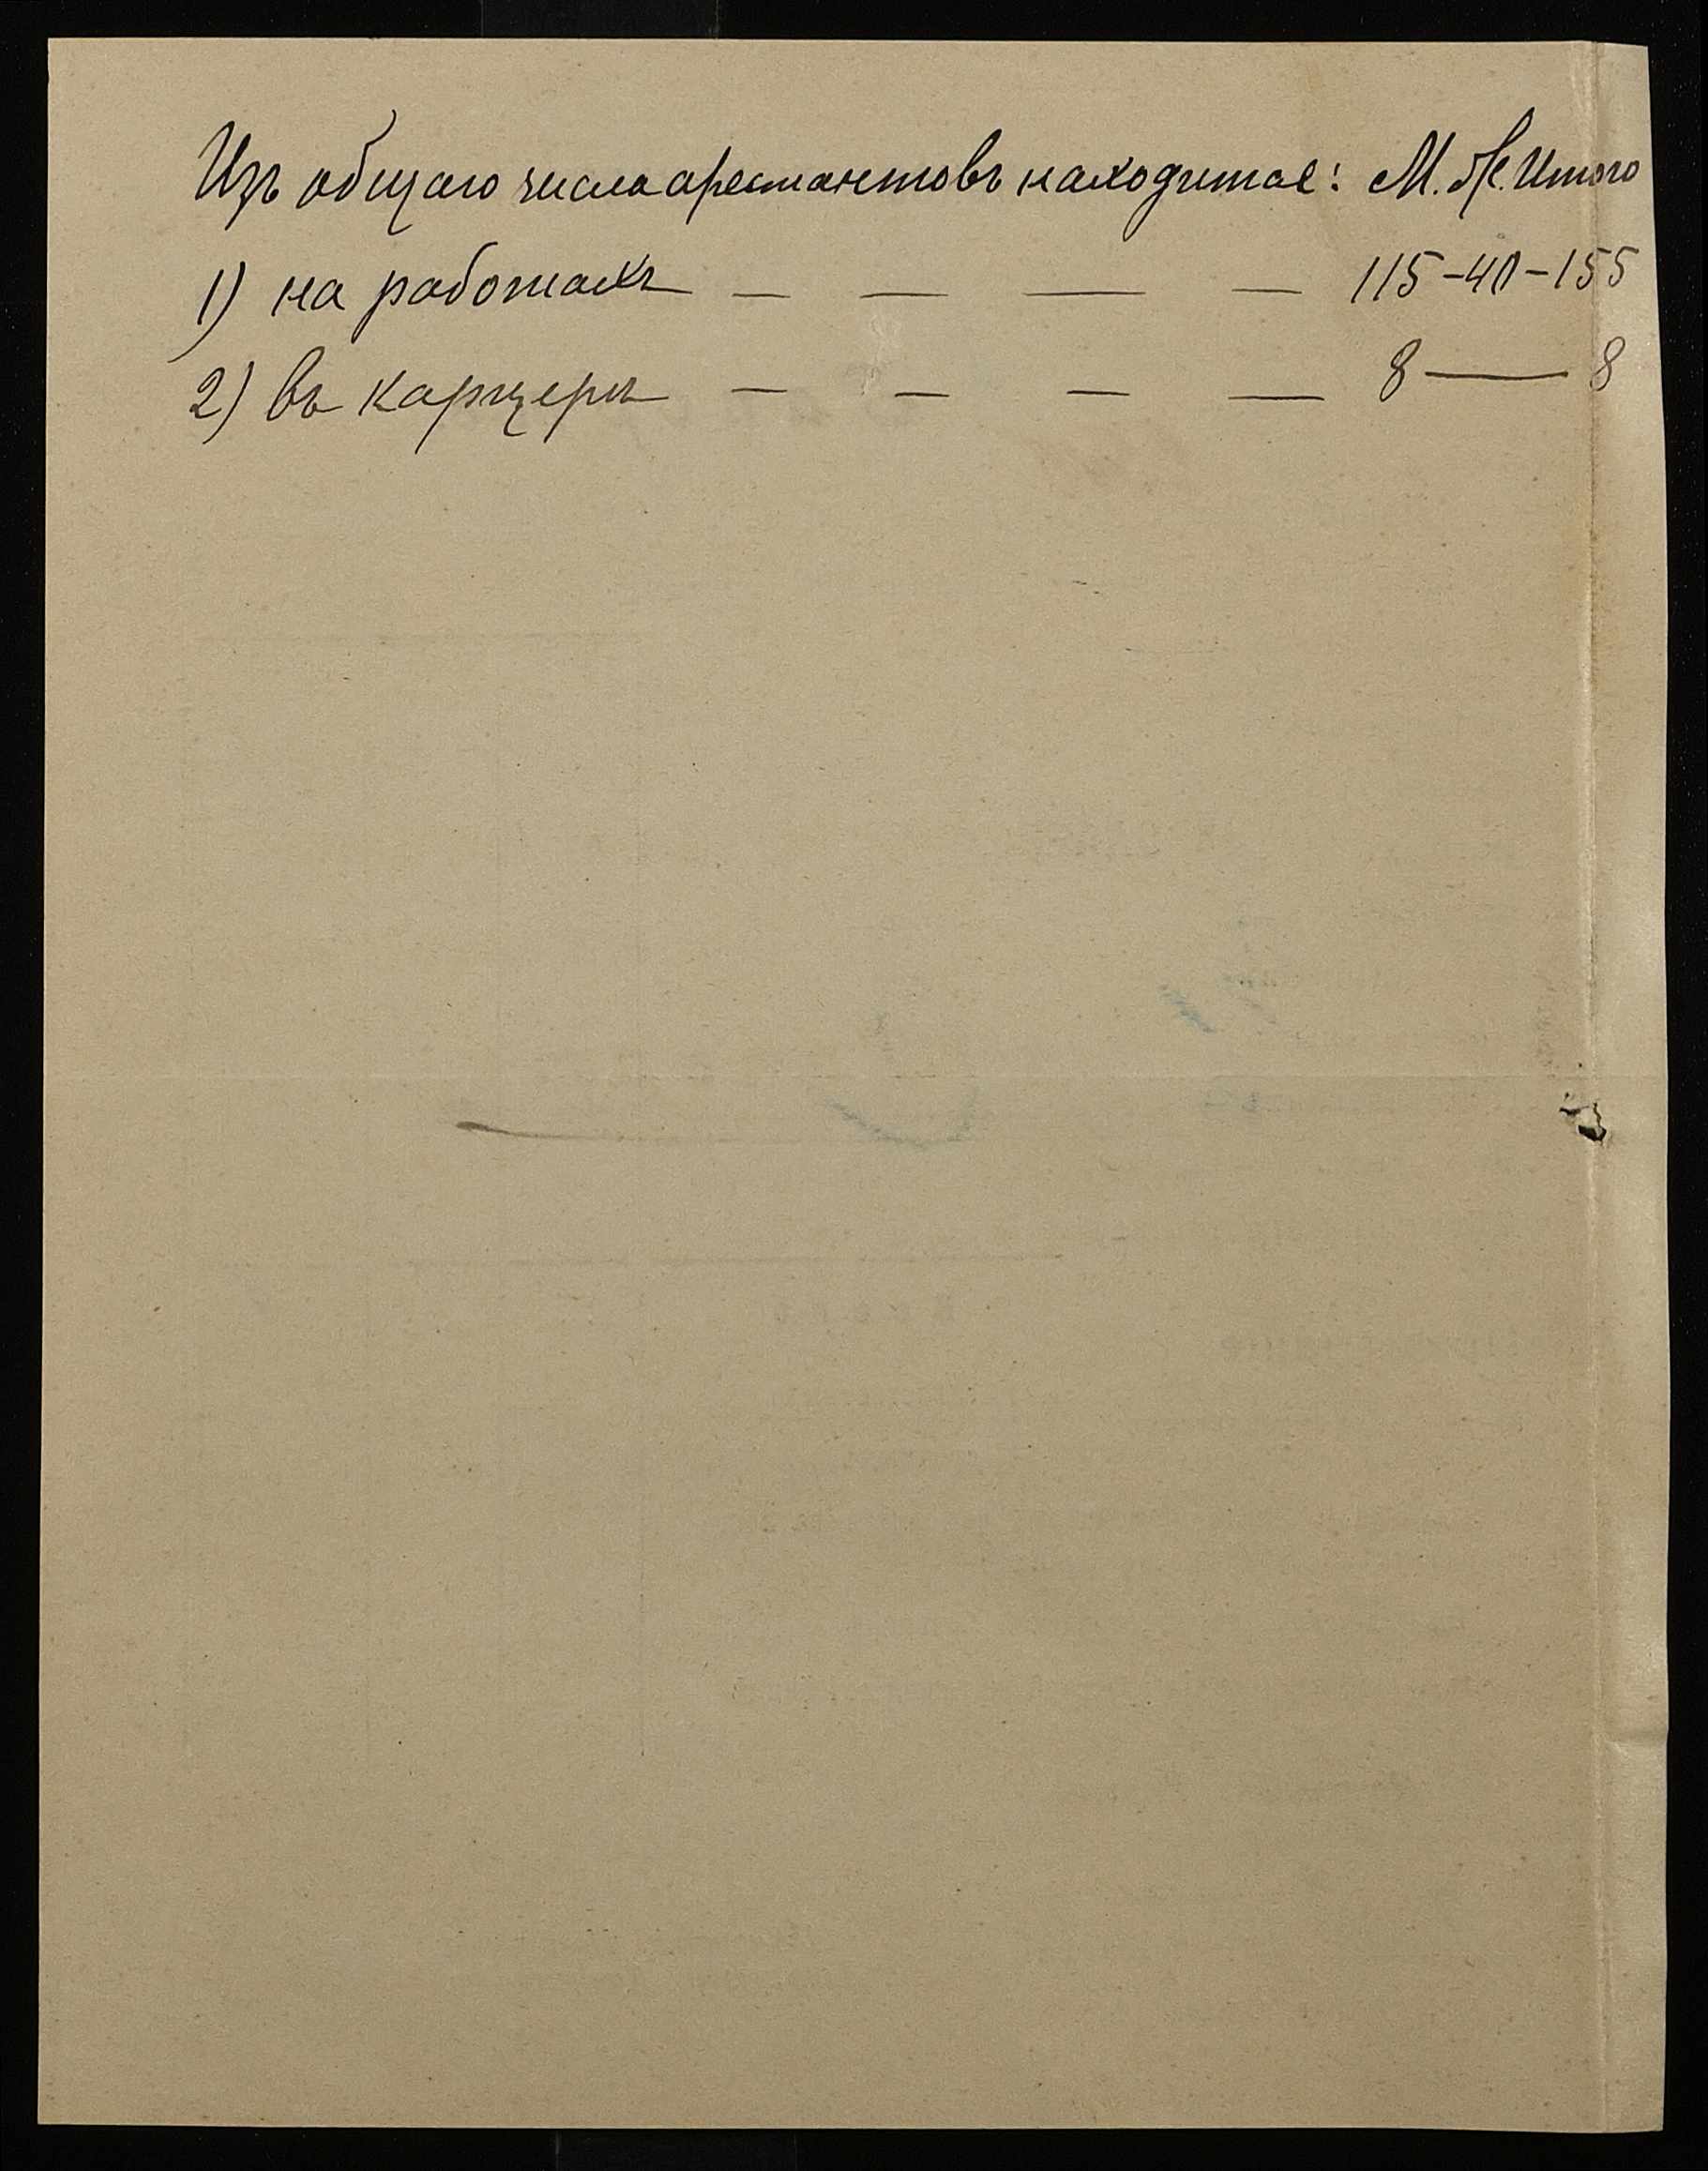 Изъ общаго числа арестантовъ находится: М. Ж. Итого
1) на работахъ — — — — 115-40-155
2) въ карцерѣ — — — — 8 — 8